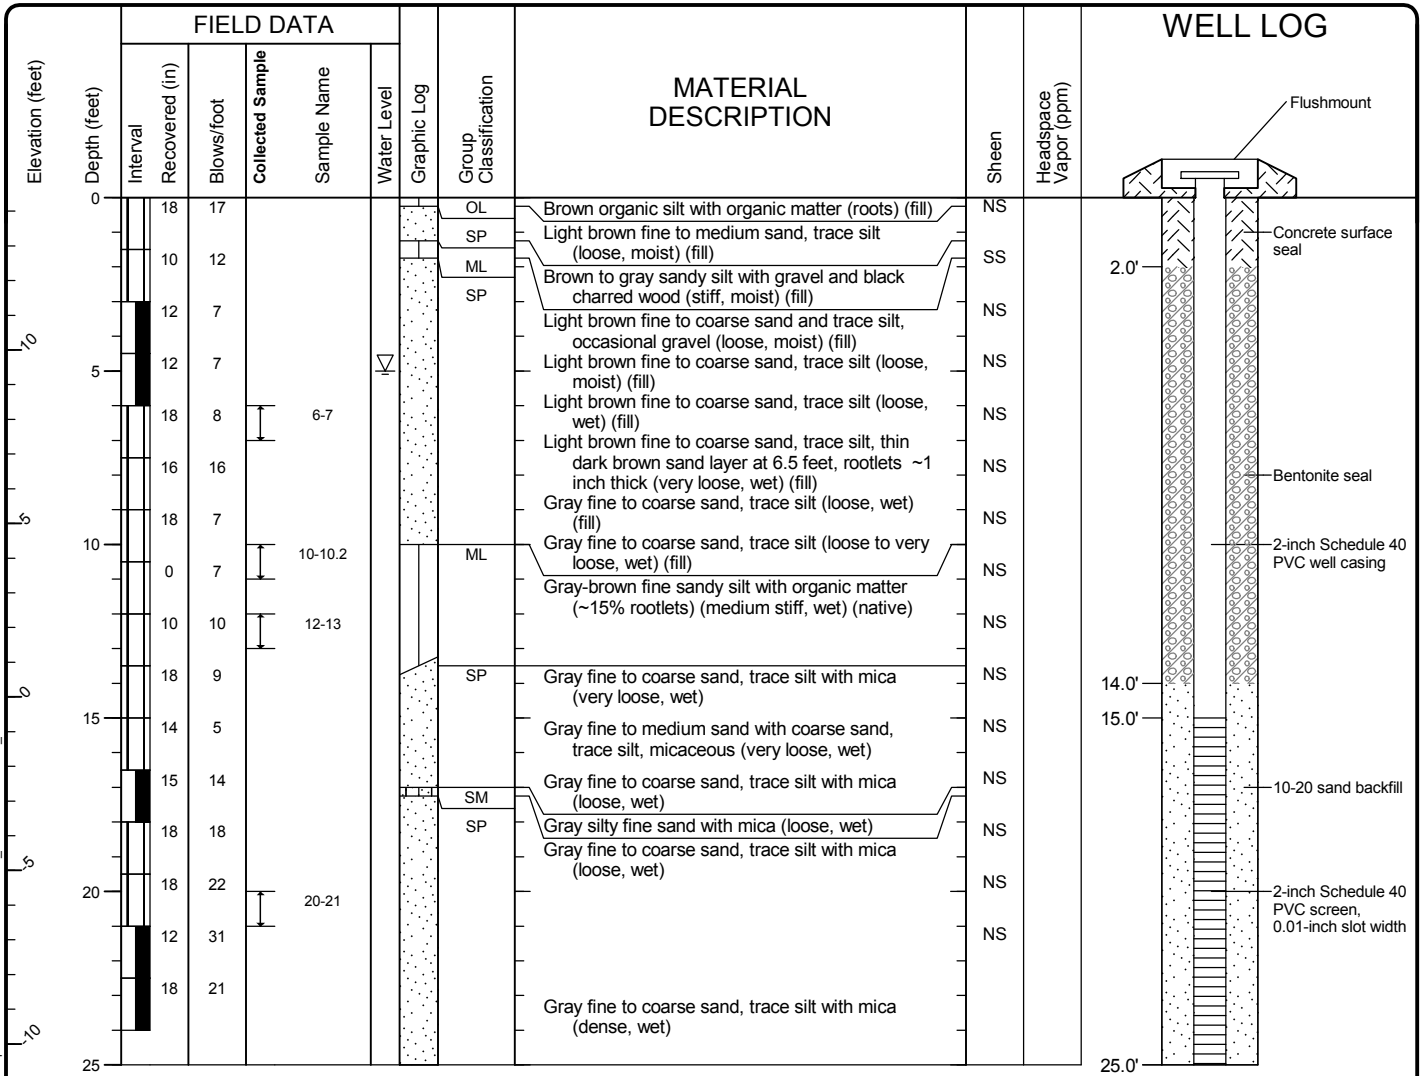 FIELD DATA
WELL LOG
Elevation (feet)
Depth (feet)
Interval
Recovered (in)
Blows/foot
Collected Sample
Sample Name
Water Level
Graphic Log
Group
Classification
MATERIAL
DESCRIPTION
Sheen
Headspace
Vapor (ppm)
Flushmount
0
18 17 OL Brown organic silt with organic matter (roots) (fill) NS
SP Light brown fine to medium sand, trace silt
(loose, moist) (fill)
Concrete surface
seal
10 12 SS
2.0'
ML Brown to gray sandy silt with gravel and black
charred wood (stiff, moist) (fill)
SP
12 7 NS
Light brown fine to coarse sand and trace silt,
occasional gravel (loose, moist) (fill)
10
12 7 Light brown fine to coarse sand, trace silt (loose,
moist) (fill) NS
5
Light brown fine to coarse sand, trace silt (loose,
wet) (fill)
18 8 6-7 NS
Light brown fine to coarse sand, trace silt, thin
dark brown sand layer at 6.5 feet, rootlets ~1
inch thick (very loose, wet) (fill)
16 16 NS
Bentonite seal
Gray fine to coarse sand, trace silt (loose, wet)
(fill)
18 7 NS
5
10
Gray fine to coarse sand, trace silt (loose to very
loose, wet) (fill)
10-10.2 ML
2-inch Schedule 40
PVC well casing
0 7 NS
Gray-brown fine sandy silt with organic matter
(~15% rootlets) (medium stiff, wet) (native)
10 10 12-13 NS
18 9 SP Gray fine to coarse sand, trace silt with mica
(very loose, wet) NS
14.0'
0
15
15.0'
14 5 Gray fine to medium sand with coarse sand,
trace silt, micaceous (very loose, wet) NS
15 14 Gray fine to coarse sand, trace silt with mica
(loose, wet) NS
10-20 sand backfill
SM
SP Gray silty fine sand with mica (loose, wet)
18 18 NS
Gray fine to coarse sand, trace silt with mica
(loose, wet)
-5
18 22 NS
20
20-21
2-inch Schedule 40
PVC screen,
0.01-inch slot width
12 31 NS
18 21
Gray fine to coarse sand, trace silt with mica
(dense, wet)
-10
25
25.0'